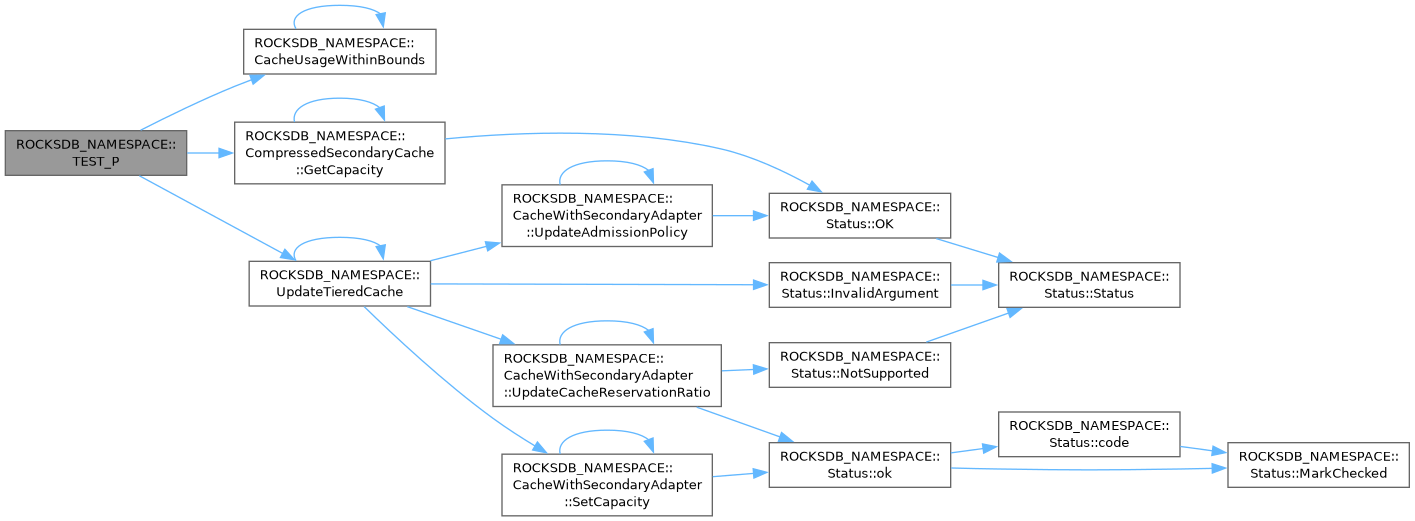 ROCKSDB_NAMESPACE::
TEST_P
ROCKSDB_NAMESPACE::
CacheUsageWithinBounds
ROCKSDB_NAMESPACE::
CompressedSecondaryCache
::GetCapacity
ROCKSDB_NAMESPACE::
UpdateTieredCache
ROCKSDB_NAMESPACE::
CacheWithSecondaryAdapter
::UpdateAdmissionPolicy
ROCKSDB_NAMESPACE::
CacheWithSecondaryAdapter
::UpdateCacheReservationRatio
ROCKSDB_NAMESPACE::
CacheWithSecondaryAdapter
::SetCapacity
ROCKSDB_NAMESPACE::
Status::OK
ROCKSDB_NAMESPACE::
Status::InvalidArgument
ROCKSDB_NAMESPACE::
Status::NotSupported
ROCKSDB_NAMESPACE::
Status::ok
ROCKSDB_NAMESPACE::
Status::Status
ROCKSDB_NAMESPACE::
Status::code
ROCKSDB_NAMESPACE::
Status::MarkChecked